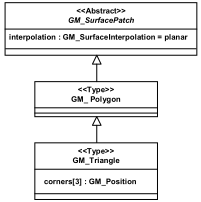 <<Abstract>>
GM_SurfacePatch
interpolation : GM_SurfaceInterpolation = planar
<<Type>>
GM_ Polygon
<<Type>>
GM_Triangle
corners[3] : GM_Position